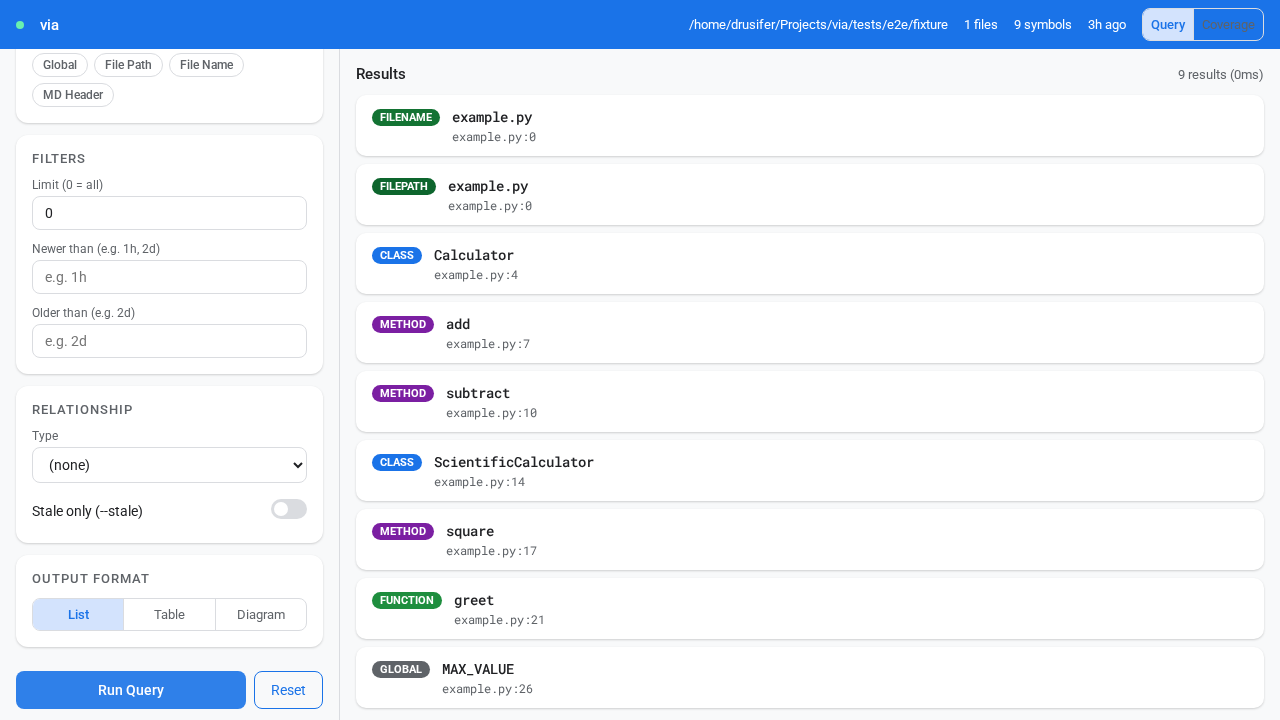 via
/home/drusifer/Projects/via/tests/e2e/fixture 1 files 9 symbols 3h ago Query Coverage
Global File Path File Name
MD Header
FILTERS
Limit (0 = all)
0
Newer than (e.g. 1h, 2d)
e.g. 1h
Older than (e.g. 2d)
e.g. 2d
RELATIONSHIP
Type
(none)
Stale only (--stale)
OUTPUT FORMAT
List Table Diagram
Run Query Reset
Results 9 results (0ms)
FILENAME example.py
example.py:0
FILEPATH example.py
example.py:0
CLASS Calculator
example.py:4
METHOD add
example.py:7
METHOD subtract
example.py:10
CLASS ScientificCalculator
example.py:14
METHOD square
example.py:17
FUNCTION greet
example.py:21
GLOBAL MAX_VALUE
example.py:26